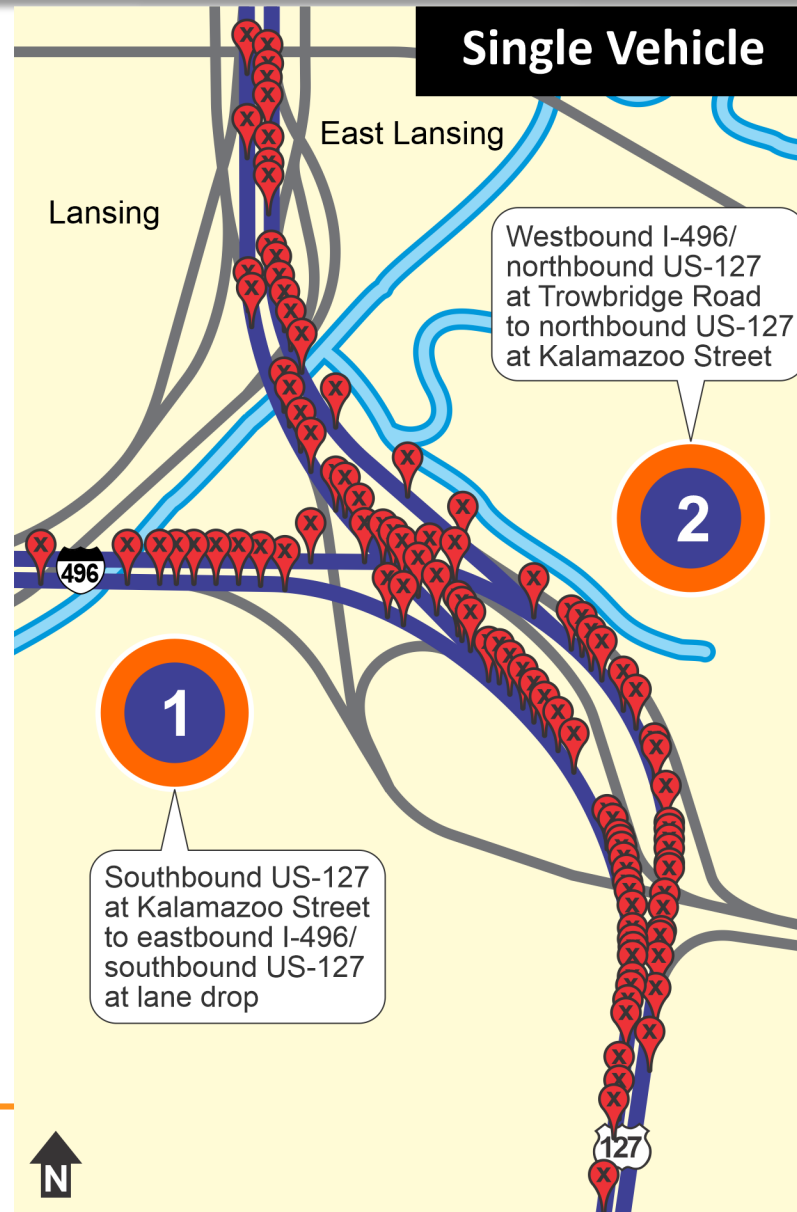 Single Vehicle
East Lansing
Lansing
Westbound I-496/
northbound US-127
at Trowbridge Road
to northbound US-127
at Kalamazoo Street
2
496
1
Southbound US-127
at Kalamazoo Street
to eastbound I-496/
southbound US-127
at lane drop
127
N